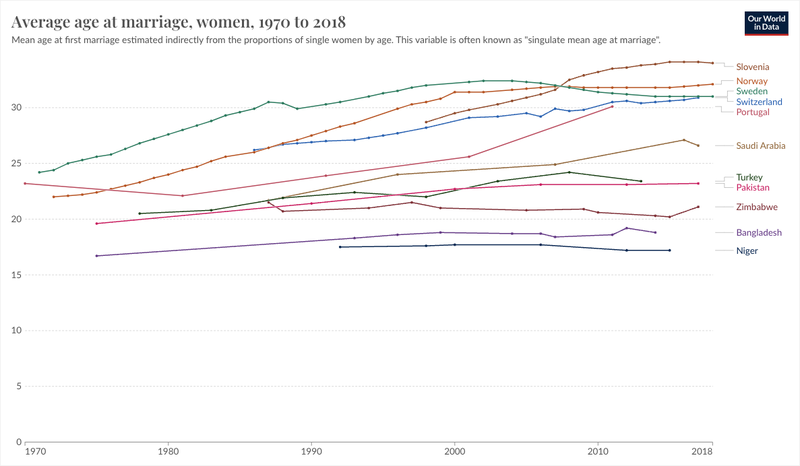 Average age at marriage, women, 1970 to 2018
Mean age at first marriage estimated indirectly from the proportions of single women by age. This variable is often known as "singulate mean age at marriage".
Our World
in Data
Slovenia
Norway
Sweden
Switzerland
Portugal
Saudi Arabia
Turkey
Pakistan
Zimbabwe
Bangladesh
Niger
30
25
20
15
10
5
0
1970
1980
1990
2000
2010
2018